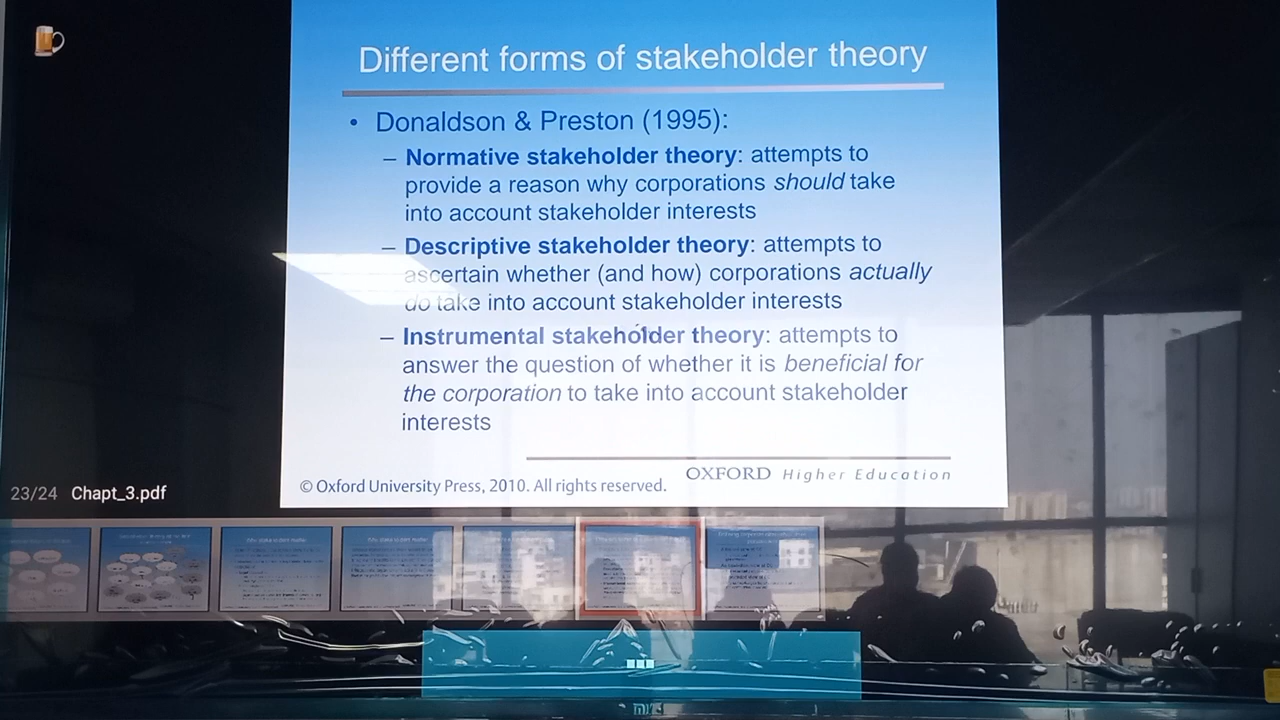 Different forms of stakeholder theory
• Donaldson & Preston (1995):
– Normative stakeholder theory: attempts to
provide a reason why corporations should take
into account stakeholder interests
– Descriptive stakeholder theory: attempts to
ascertain whether (and how) corporations actually
do take into account stakeholder interests
– Instrumental stakeholder theory: attempts to
answer the question of whether it is beneficial for
the corporation to take into account stakeholder
interests
OXFORD Higher Education
© Oxford University Press, 2010. All rights reserved.
23/24 Chapt_3.pdf